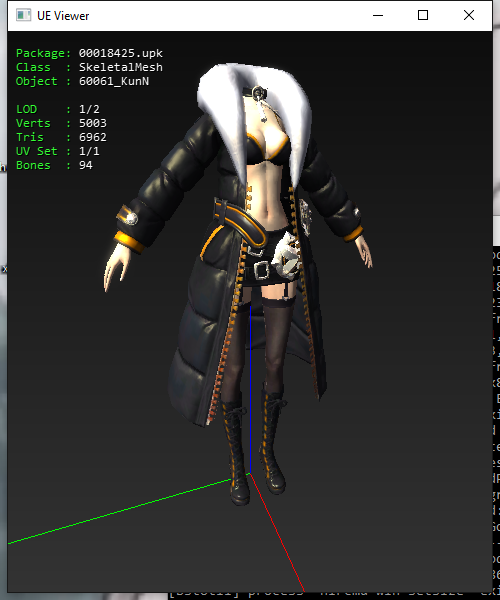 UE Viewer
Package: 00018425.upk
Class : SkeletalMesh
Object : 60061_KunN
LOD : 1/2
Verts : 5003
Tris : 6962
UV Set : 1/1
Bones : 94